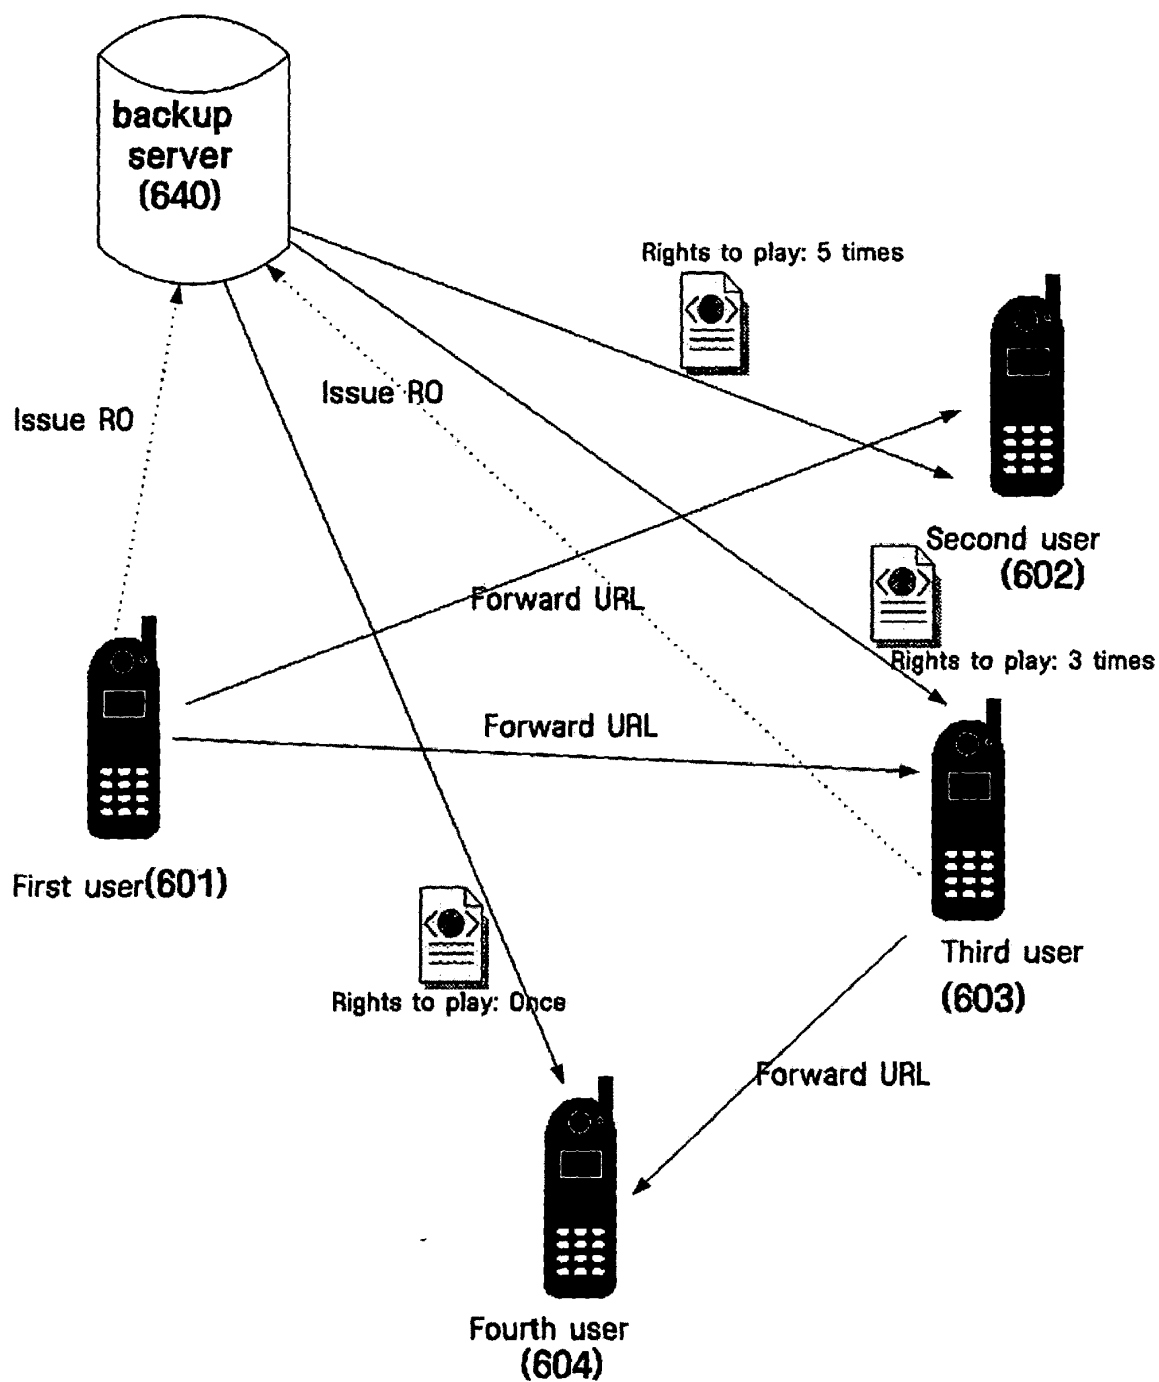 backup
server
(640)
Rights to play: 5 times
Issue RO
Issue RO
Second user
(602)
Forward URL
Rights to play: 3 times
Forward URL
First user(601)
Third user
(603)
Rights to play: Once
Forward URL
Fourth user
(604)